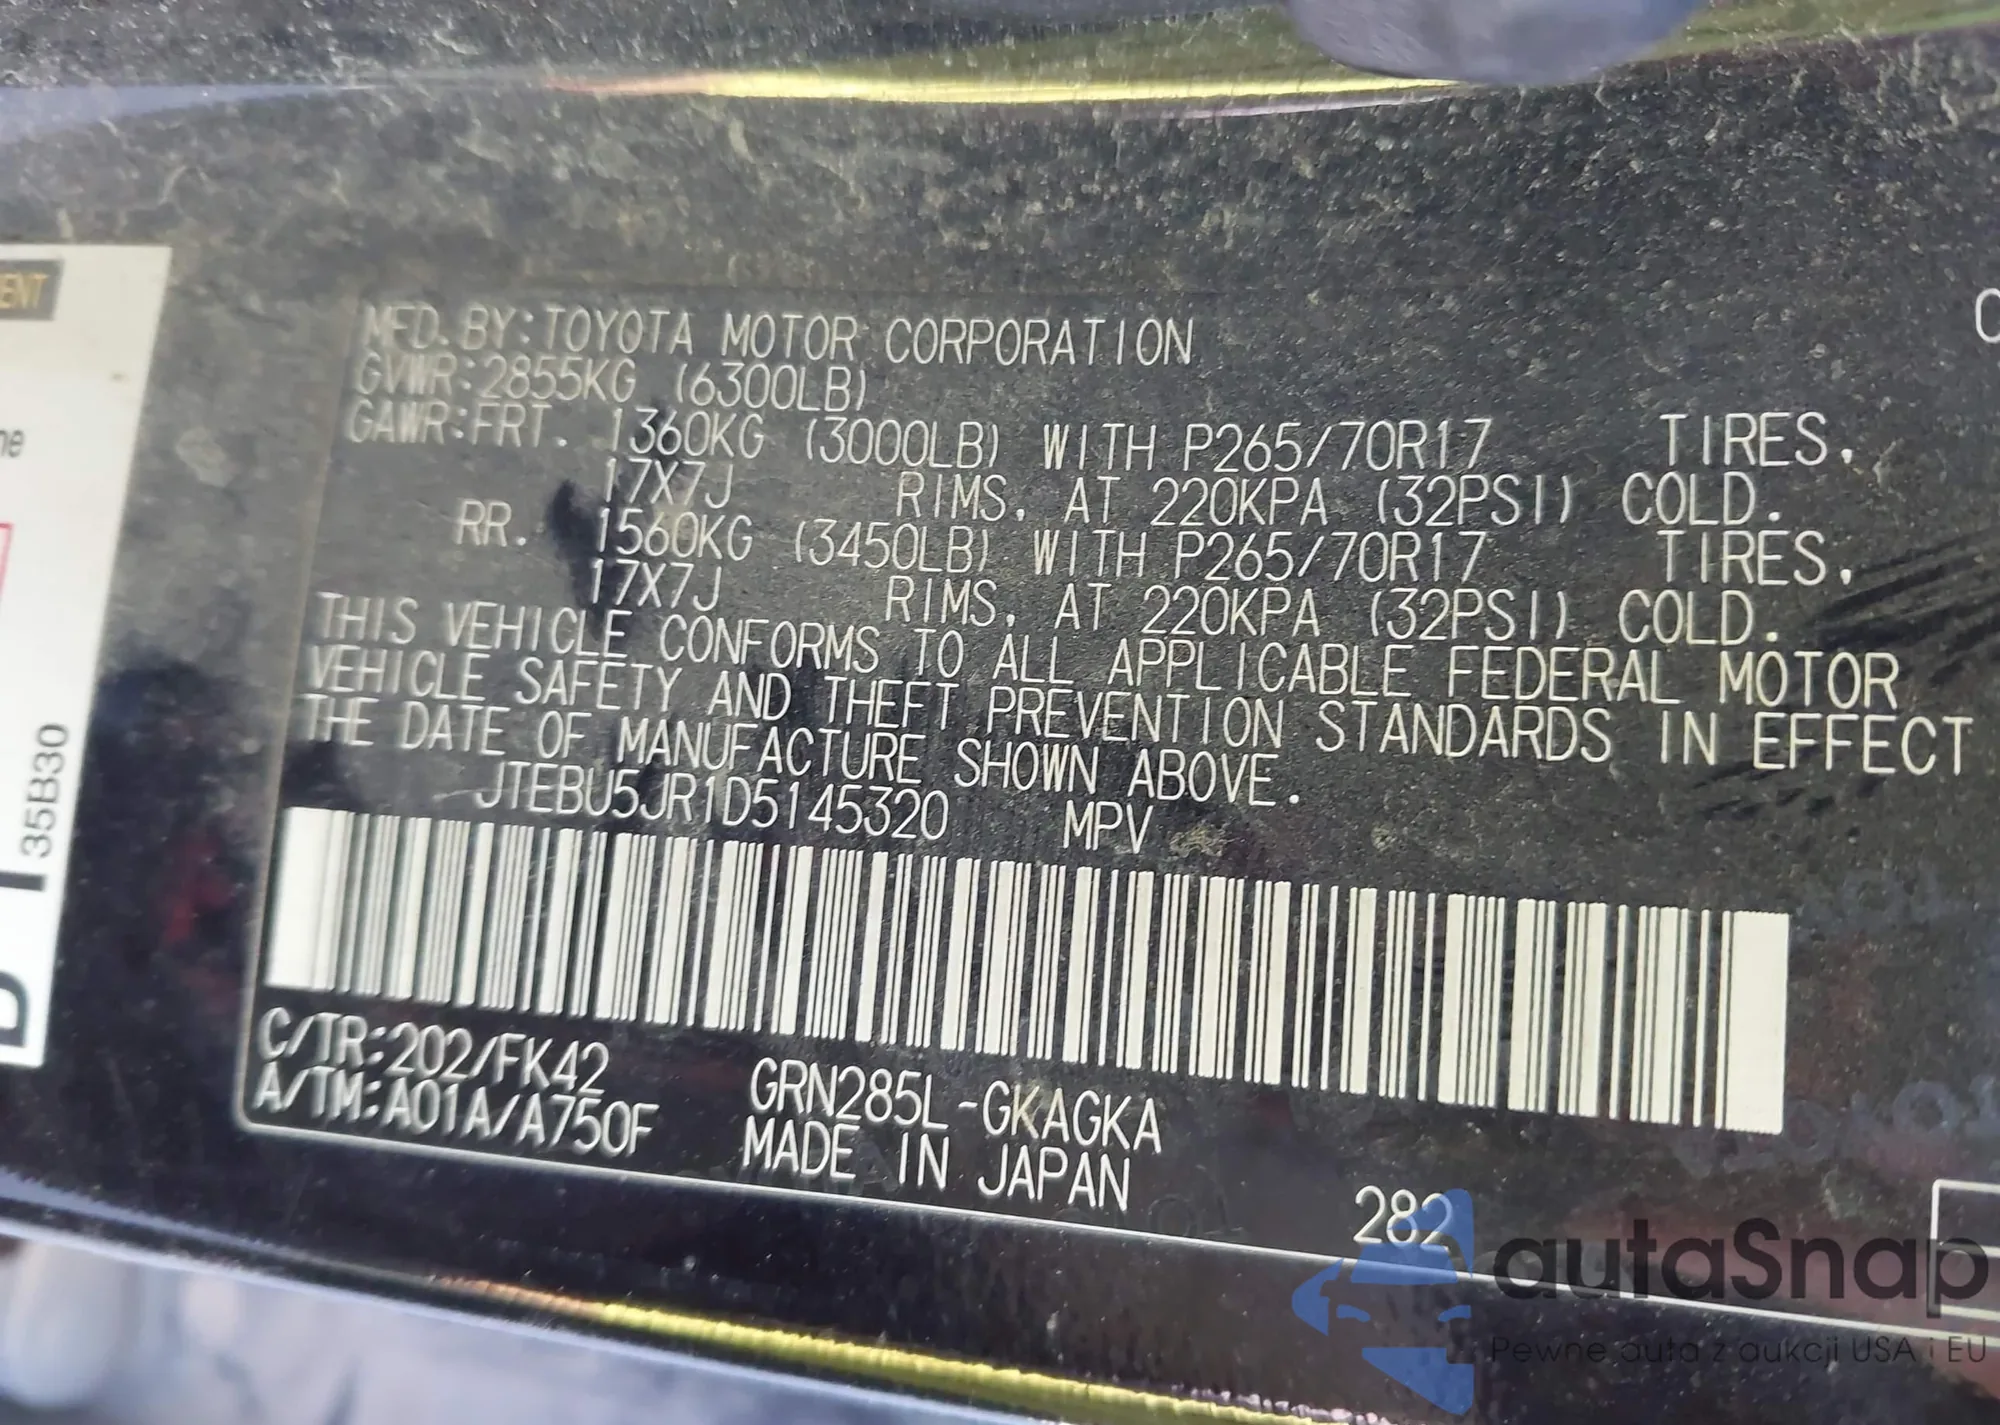 ENT
ne
35B30
MFD. BY: TOYOTA MOTOR CORPORATION
GVWR: 2855KG (6300LB)
GAWR: FRT. 1360KG (3000LB) WITH P265/70R17 TIRES,
17X7J RIMS, AT 220KPA (32PSI) COLD.
RR. 1560KG (3450LB) WITH P265/70R17 TIRES,
17X7J RIMS, AT 220KPA (32PSI) COLD.
THIS VEHICLE CONFORMS TO ALL APPLICABLE FEDERAL MOTOR
VEHICLE SAFETY AND THEFT PREVENTION STANDARDS IN EFFECT
THE DATE OF MANUFACTURE SHOWN ABOVE.
JTEBU5JR1D5145320 MPV
C/TR: 202/FK42 GRN285L-GKAGKA
A/TM: A01A/A750F MADE IN JAPAN
282
autaSnap
Pewne auta z aukcji USA i EU